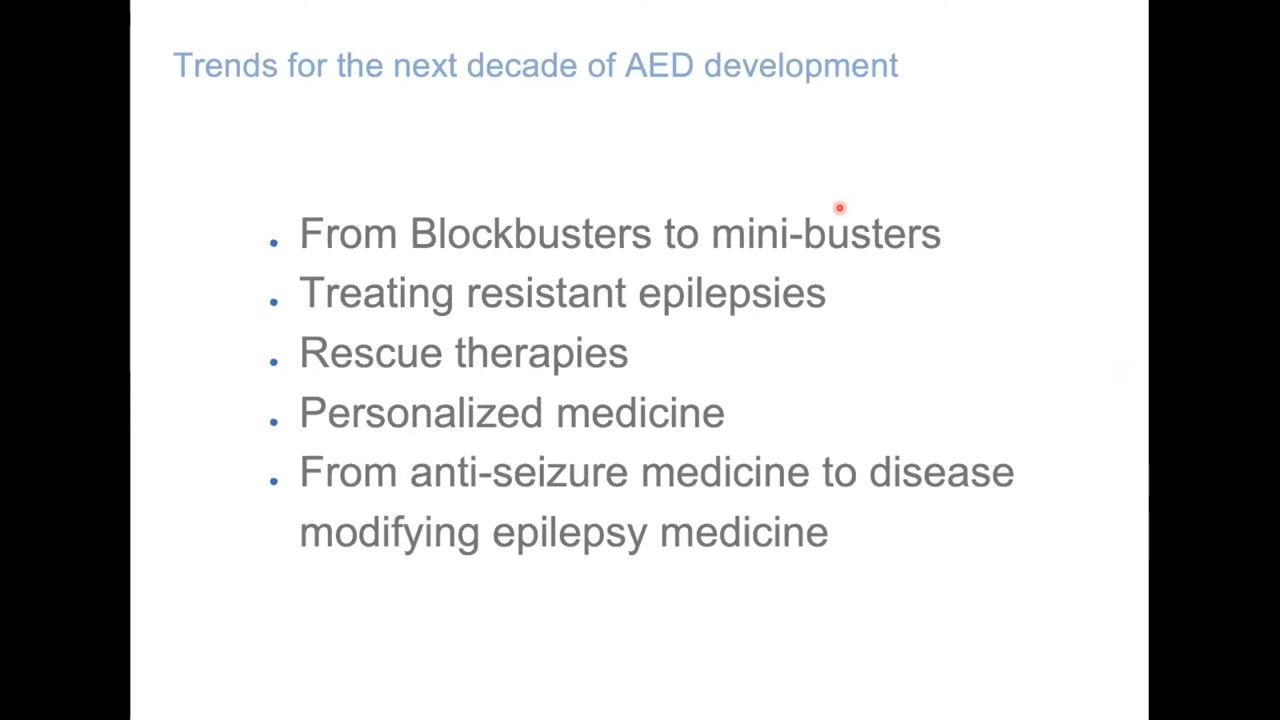 Trends for the next decade of AED development
• From Blockbusters to mini-busters
• Treating resistant epilepsies
• Rescue therapies
• Personalized medicine
• From anti-seizure medicine to disease
modifying epilepsy medicine